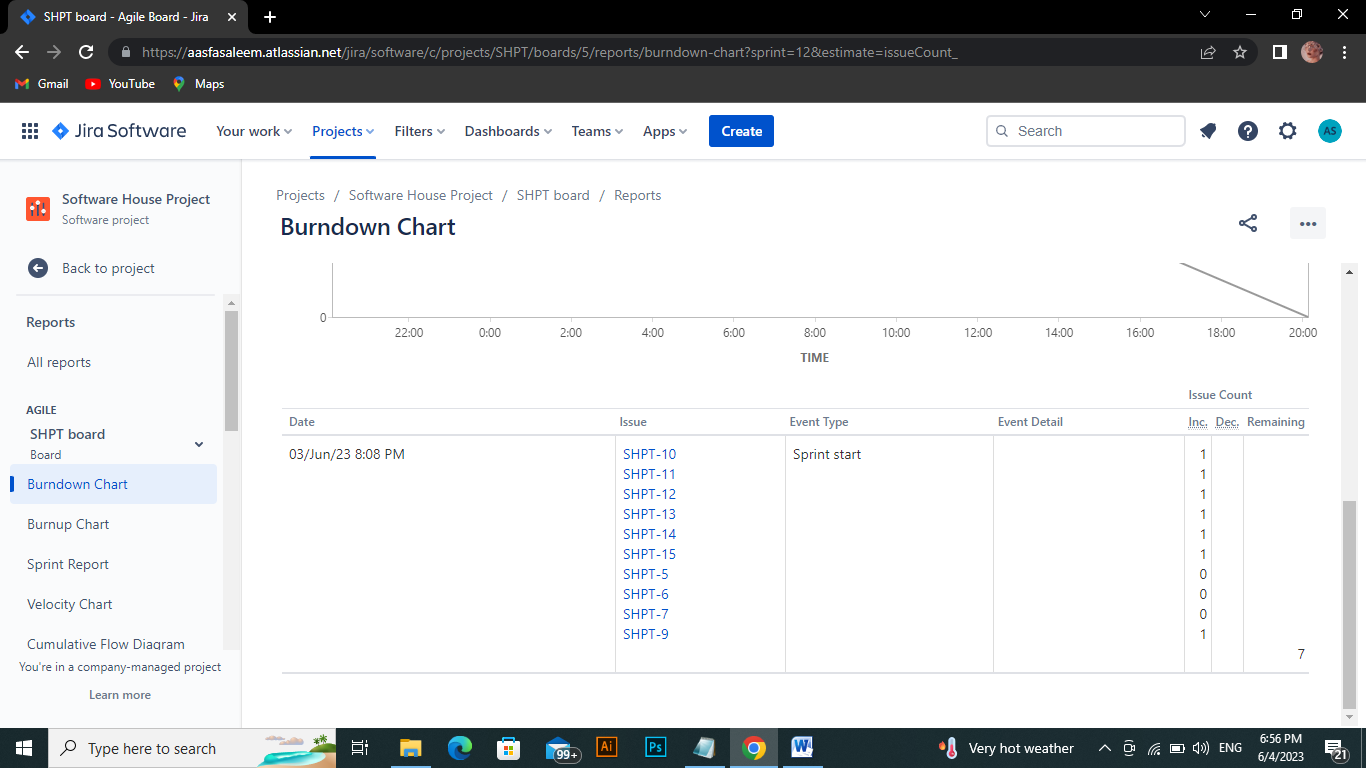 SHPT board - Agile Board - Jira
https://aasfasaleem.atlassian.net/jira/software/c/projects/SHPT/boards/5/reports/burndown-chart?sprint=12&estimate=issueCount_
Gmail YouTube Maps
Jira Software Your work Projects Filters Dashboards Teams Apps Create Search AS
Software House Project
Software project
Back to project
Reports
All reports
AGILE
SHPT board
Board
Burndown Chart
Burnup Chart
Sprint Report
Velocity Chart
Cumulative Flow Diagram
You're in a company-managed project
Learn more
Projects / Software House Project / SHPT board / Reports
Burndown Chart
0
22:00 0:00 2:00 4:00 6:00 8:00 10:00 12:00 14:00 16:00 18:00 20:00
TIME
Issue Count
Date Issue Event Type Event Detail Inc. Dec. Remaining
03/Jun/23 8:08 PM SHPT-10 Sprint start 1
SHPT-11 1
SHPT-12 1
SHPT-13 1
SHPT-14 1
SHPT-15 1
SHPT-5 0
SHPT-6 0
SHPT-7 0
SHPT-9 1
7
Type here to search 99+ Ai Ps W Very hot weather ENG 6:56 PM
6/4/2023 21